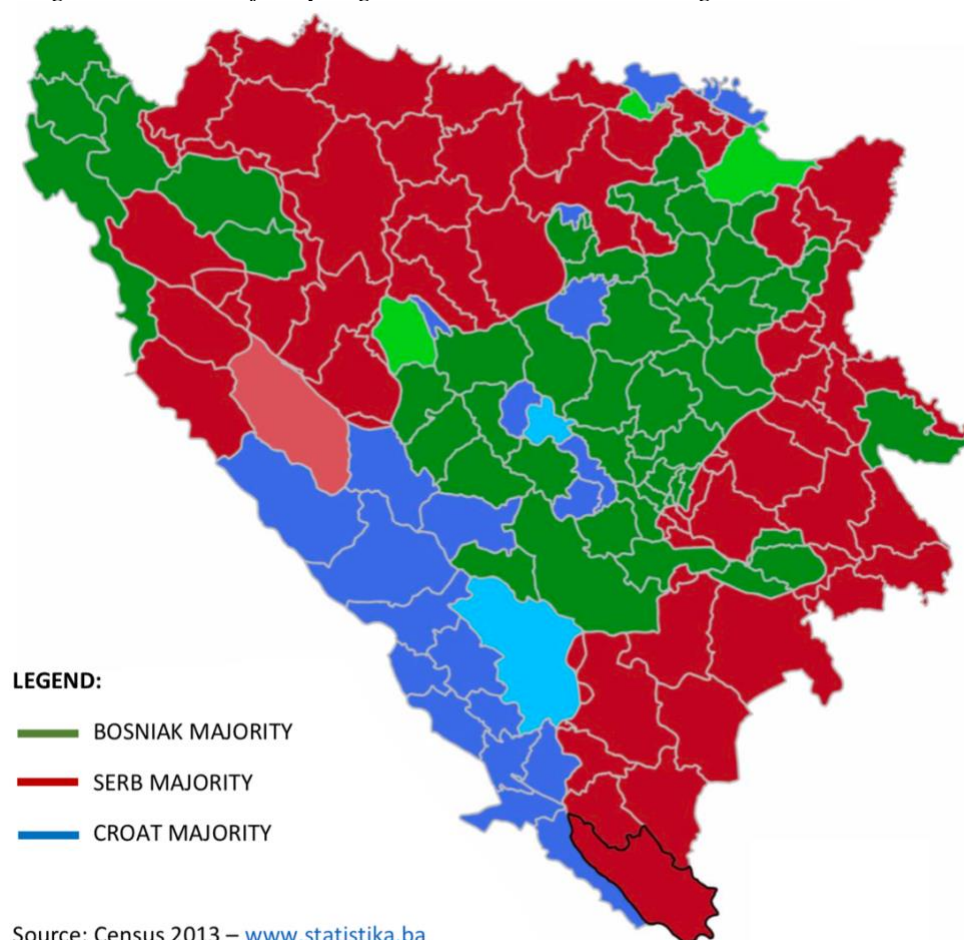 LEGEND:
BOSNIAK MAJORITY
SERB MAJORITY
CROAT MAJORITY
Source: Census 2013 – www.statistika.ba